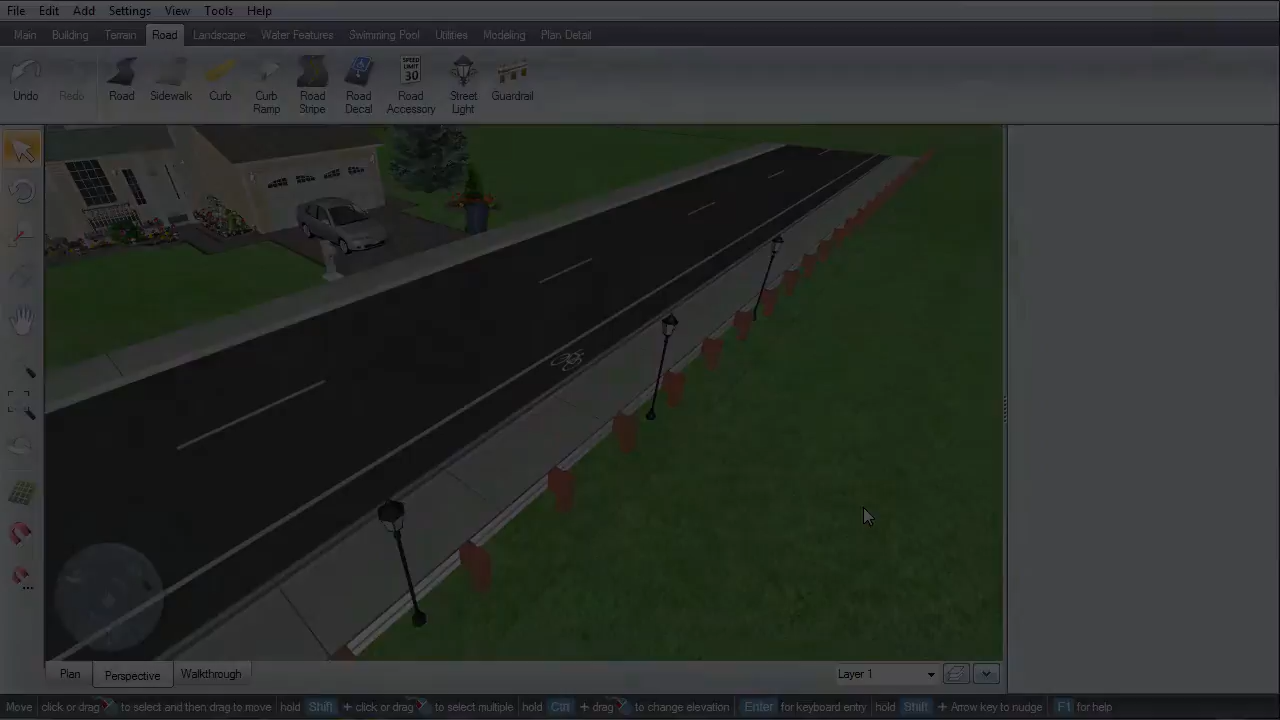 File Edit Add Settings View Tools Help
Main Building Terrain Road Landscape Water Features Swimming Pool Utilities Modeling Plan Detail
SPEED LIMIT 30
Undo Redo Road Sidewalk Curb Curb Ramp Road Stripe Road Decal Road Accessory Street Light Guardrail
Plan Perspective Walkthrough Layer 1
Move click or drag to select and then drag to move hold Shift + click or drag to select multiple hold Ctrl + drag to change elevation Enter for keyboard entry hold Shift + Arrow key to nudge F1 for help